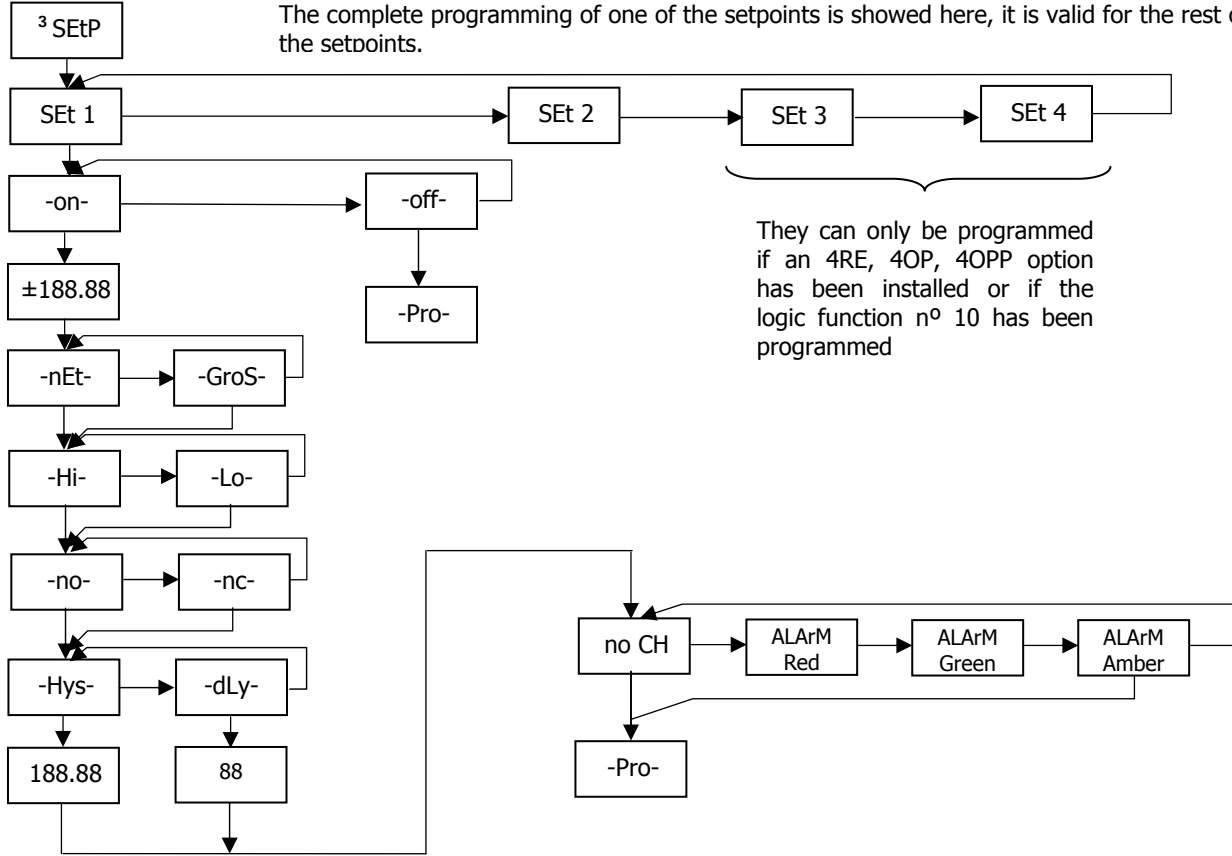 ³ SEtP
The complete programming of one of the setpoints is showed here, it is valid for the rest
the setpoints.
SEt 1
SEt 2
SEt 3
SEt 4
-on-
-off-
±188.88
-Pro-
They can only be programmed
if an 4RE, 4OP, 4OPP option
has been installed or if the
logic function nº 10 has been
programmed
-nEt-
-GroS-
-Hi-
-Lo-
-no-
-nc-
no CH
ALArM
Red
ALArM
Green
ALArM
Amber
-Hys-
-dLy-
188.88
88
-Pro-